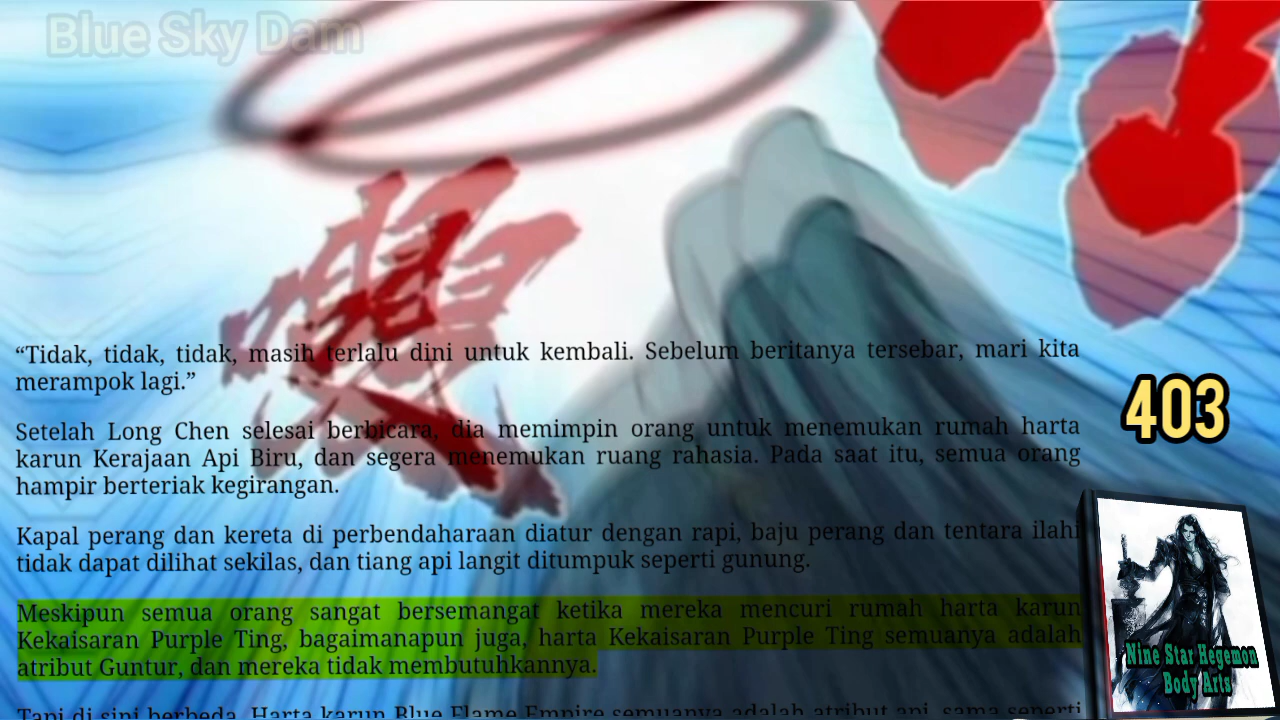 Blue Sky Dam
“Tidak, tidak, tidak, masih terlalu dini untuk kembali. Sebelum beritanya tersebar, mari kita
merampok lagi.”
Setelah Long Chen selesai berbicara, dia memimpin orang untuk menemukan rumah harta
karun Kerajaan Api Biru, dan segera menemukan ruang rahasia. Pada saat itu, semua orang
hampir berteriak kegirangan.
Kapal perang dan kereta di perbendaharaan diatur dengan rapi, baju perang dan tentara ilahi
tidak dapat dilihat sekilas, dan tiang api langit ditumpuk seperti gunung.
Meskipun semua orang sangat bersemangat ketika mereka mencuri rumah harta karun
Kekaisaran Purple Ting, bagaimanapun juga, harta Kekaisaran Purple Ting semuanya adalah
atribut Guntur, dan mereka tidak membutuhkannya.
Tapi di sini berbeda. Harta karun Blue Flame Empire semuanya adalah atribut api, sama seperti
403
Nine Star Hegemon
Body Arts